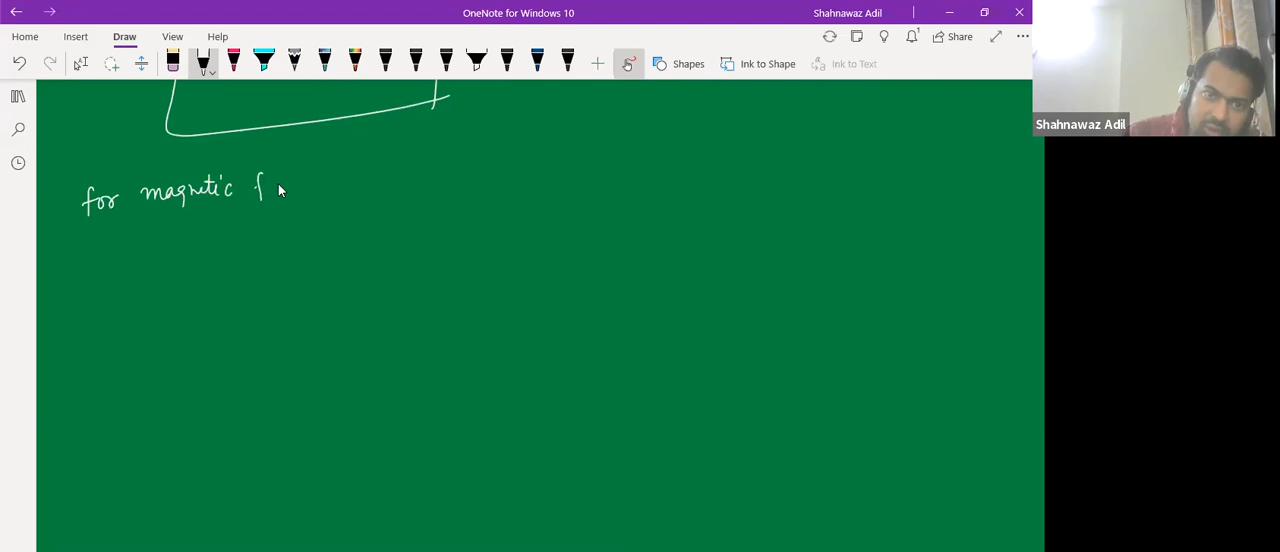 OneNote for Windows 10
Shahnawaz Adil
Home Insert Draw View Help
Share
Shapes
Ink to Shape
Ink to Text
Shahnawaz Adil
for magnetic f